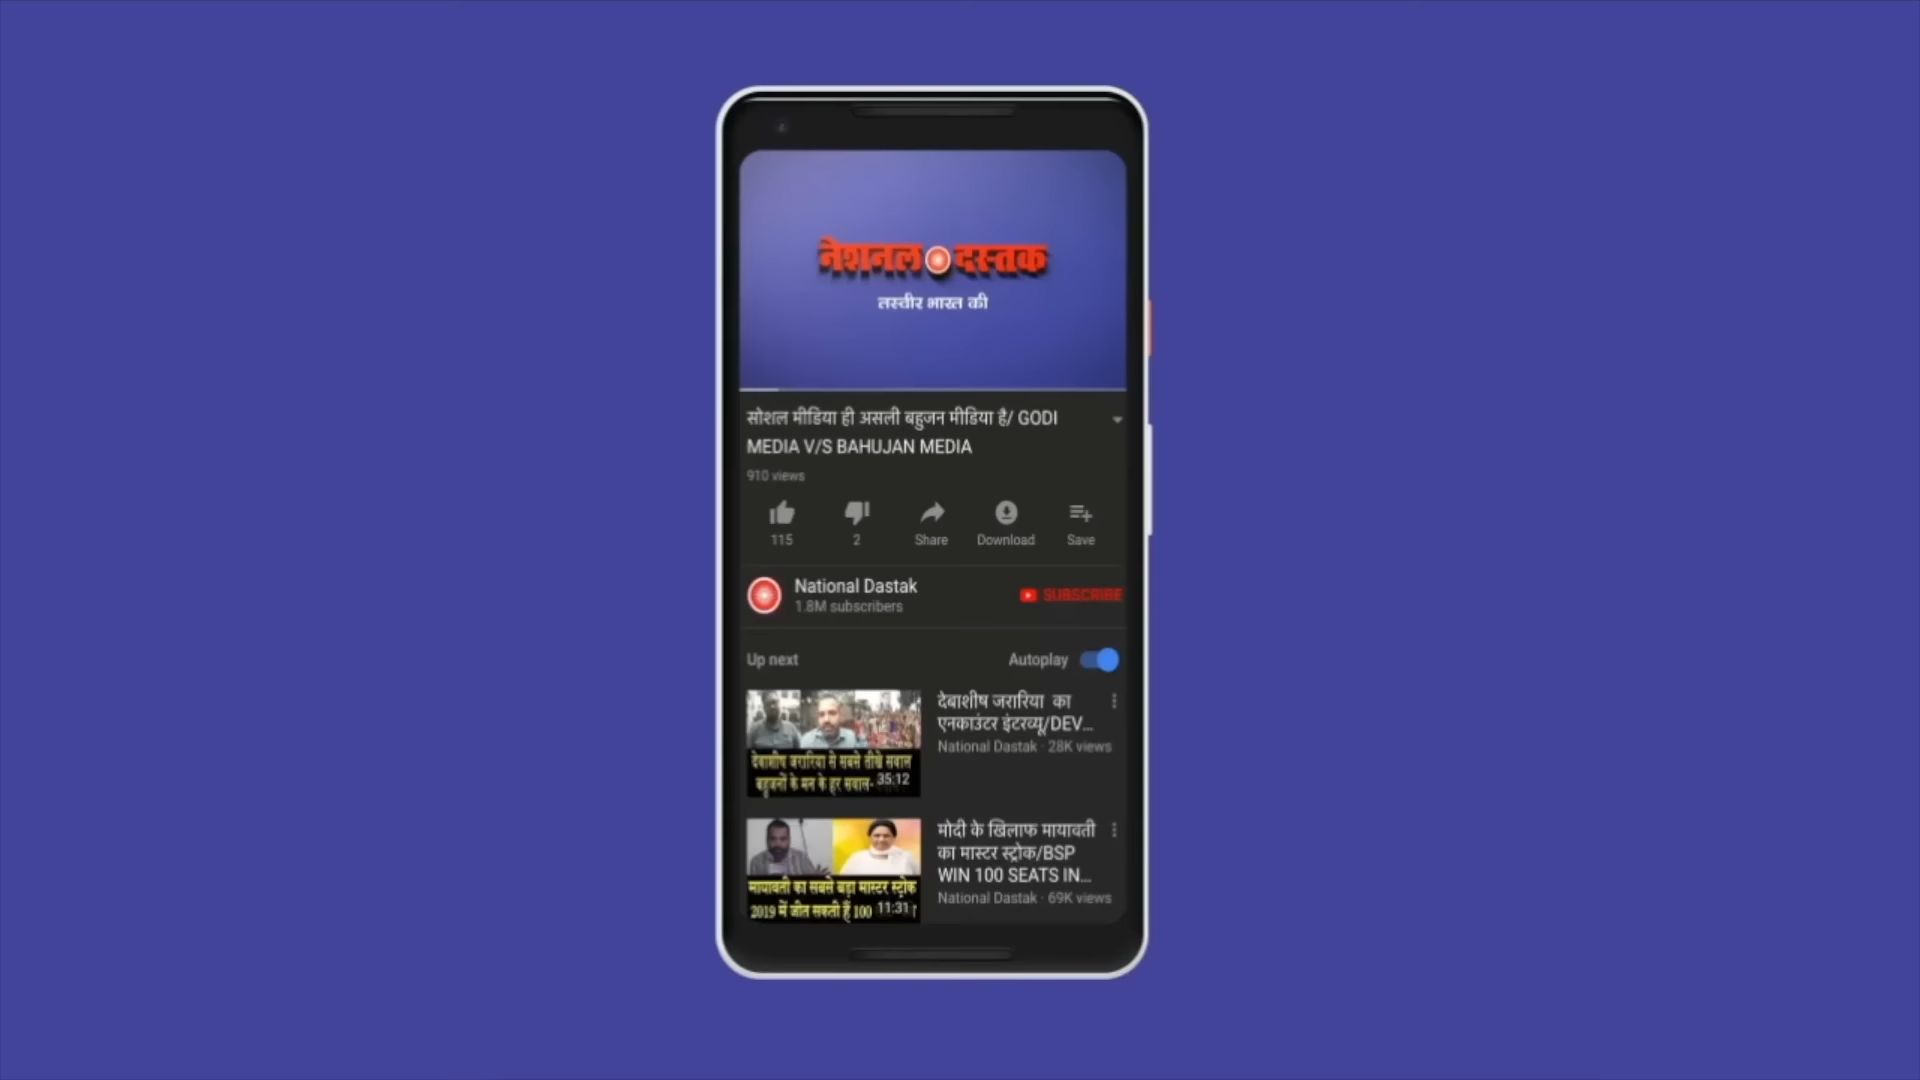 नेशनल दस्तक
तस्वीर भारत की
सोशल मीडिया ही असली बहुजन मीडिया है/ GODI
MEDIA V/S BAHUJAN MEDIA
910 views
115
2
Share
Download
Save
National Dastak
1.8M subscribers
SUBSCRIBE
Up next
Autoplay
देबाशीष जरारिया से सबसे तीखे सवाल
बहुजनों के मन के हर सवाल-
35:12
देबाशीष जरारिया का
एनकाउंटर इंटरव्यू/DEV...
National Dastak · 28K views
मायावती का सबसे बड़ा मास्टर स्ट्रोक
2019 में जीत सकती हैं 100
11:31
मोदी के खिलाफ मायावती
का मास्टर स्ट्रोक/BSP
WIN 100 SEATS IN...
National Dastak · 69K views